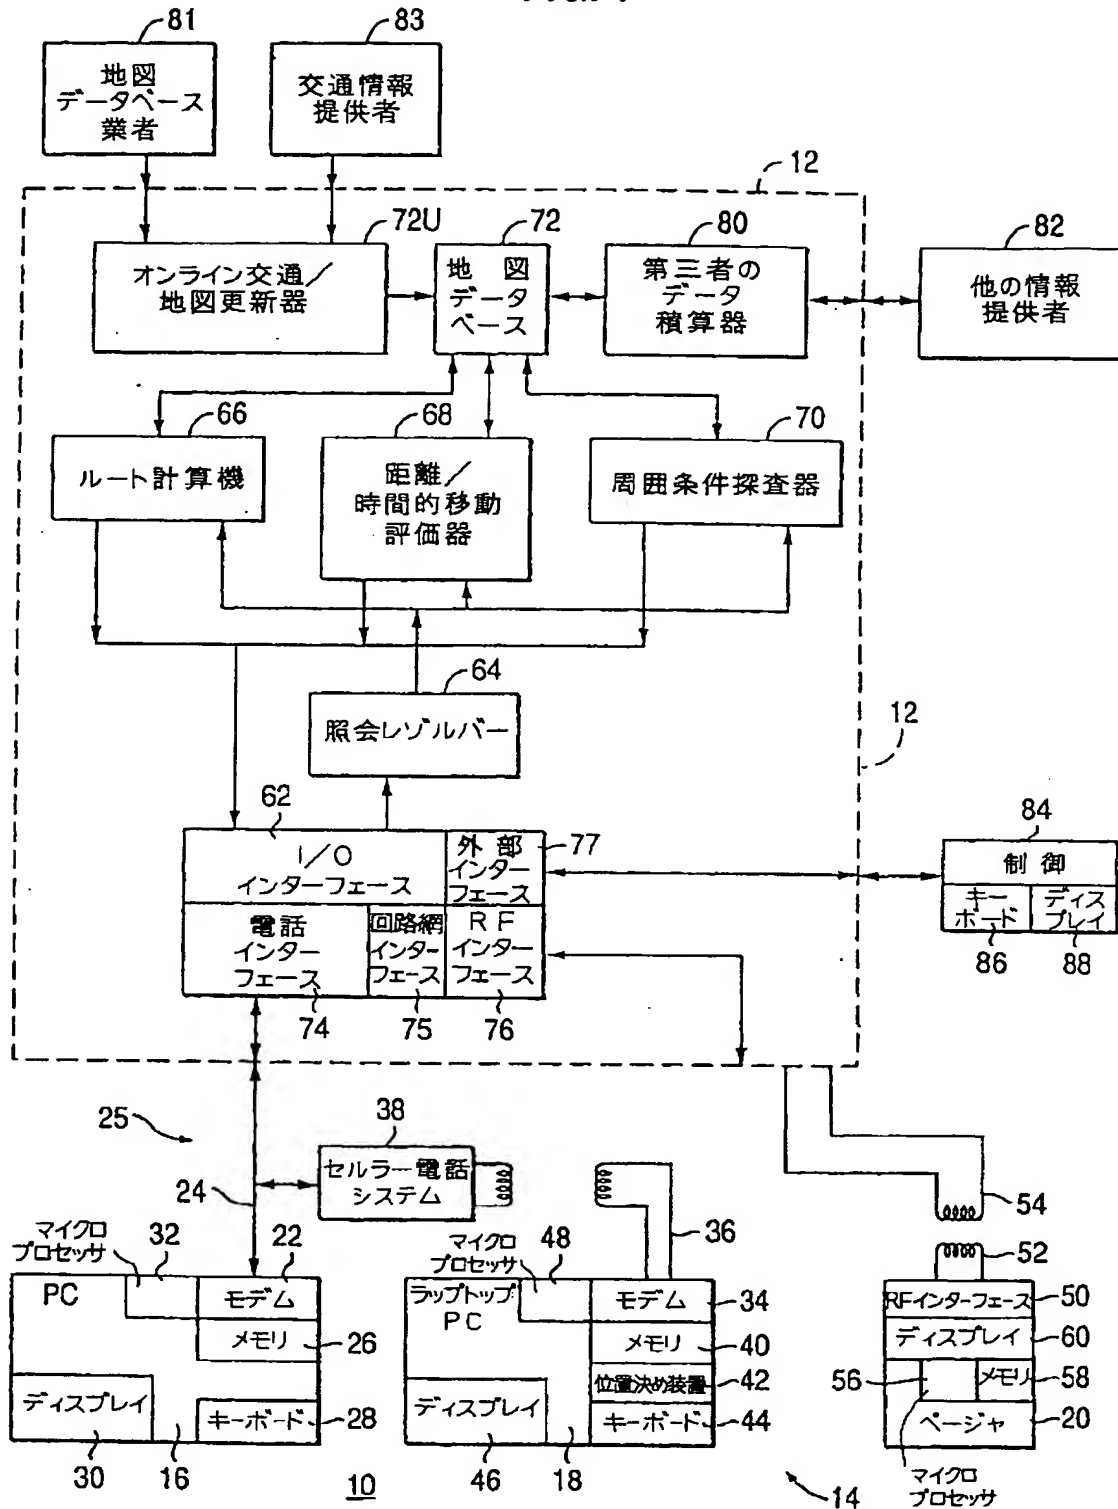 81
83
地図
データベース
業者
交通情報
提供者
12
72U
72
80
82
オンライン交通/
地図更新器
地図
データ
ベース
第三者の
データ
積算器
他の情報
提供者
66
68
70
ルート計算機
距離/
時間的移動
評価器
周囲条件探査器
64
照会レゾルバー
12
62
I/O
インターフェース
外部
インター
フェース
77
84
制御
キー
ボード
ディス
プレイ
86
88
電話
インター
フェース
回路網
インター
フェース
RF
インター
フェース
74
75
76
25
38
セルラー電話
システム
24
36
54
52
マイクロ
プロセッサ
32
22
PC
モデム
メモリ
26
ディスプレイ
キーボード
28
30
16
マイクロ
プロセッサ
48
ラップトップ
PC
モデム
34
メモリ
40
位置決め装置
42
ディスプレイ
キーボード
44
46
18
10
RFインターフェース
50
ディスプレイ
60
56
メモリ
58
ページャ
20
マイクロ
プロセッサ
14